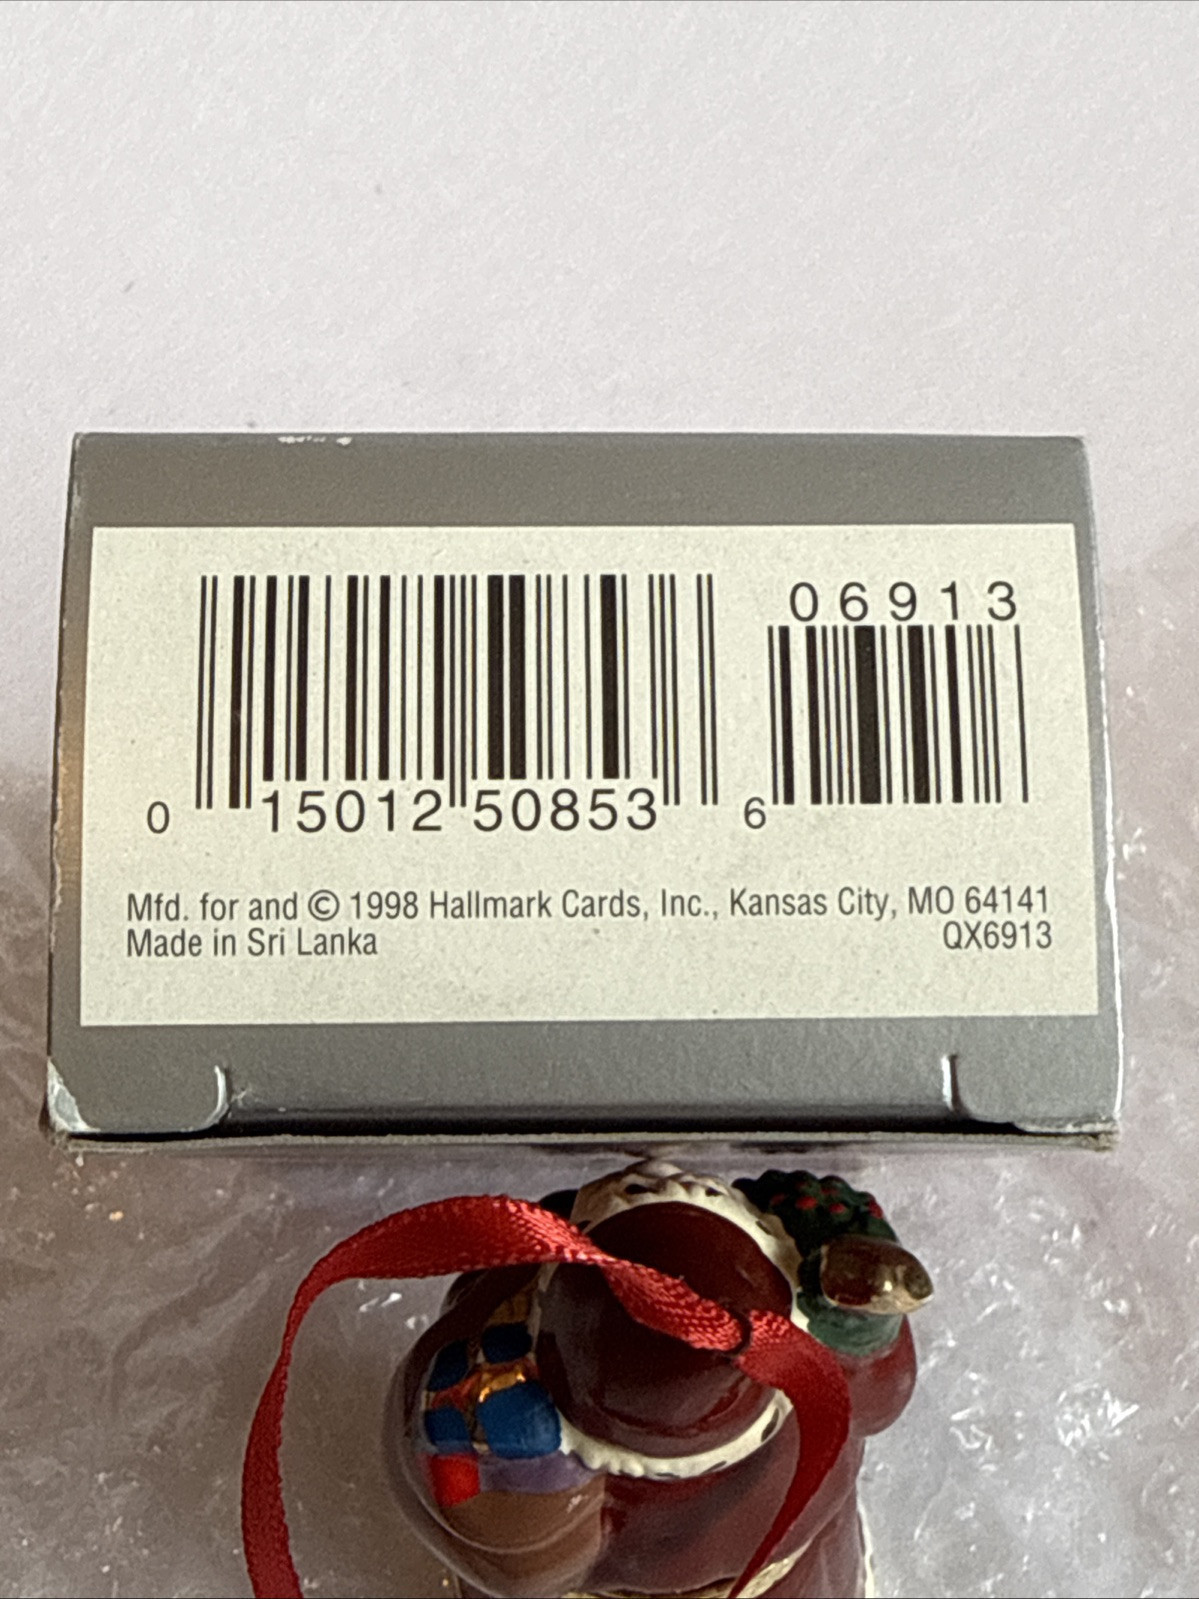 06913
0 15012 50853 6
Mfd. for and © 1998 Hallmark Cards, Inc., Kansas City, MO 64141
Made in Sri Lanka
QX6913